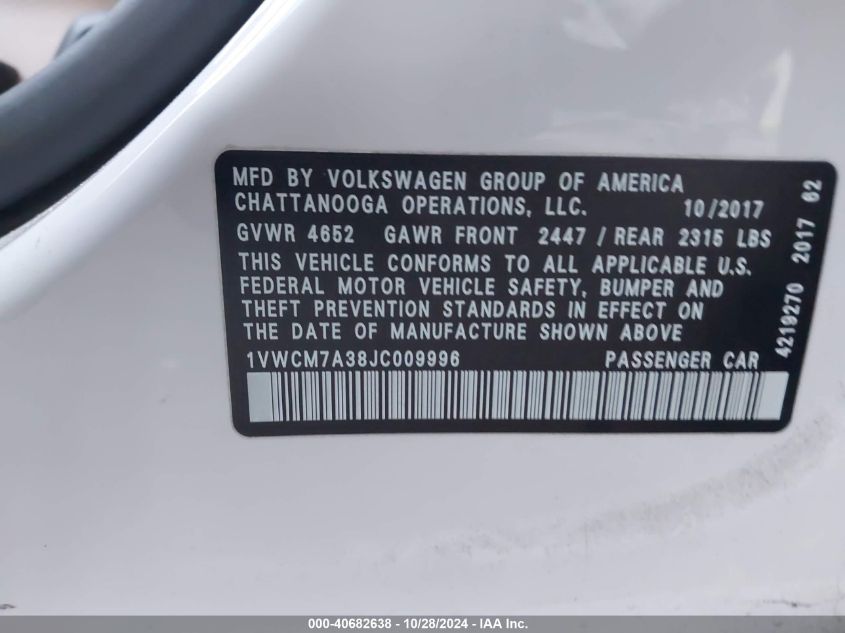 MFD BY VOLKSWAGEN GROUP OF AMERICA
CHATTANOOGA OPERATIONS, LLC. 10/2017
GVWR 4652 GAWR FRONT 2447 / REAR 2315 LBS
THIS VEHICLE CONFORMS TO ALL APPLICABLE U.S.
FEDERAL MOTOR VEHICLE SAFETY, BUMPER AND
THEFT PREVENTION STANDARDS IN EFFECT ON
THE DATE OF MANUFACTURE SHOWN ABOVE
1VWCM7A38JC009996 PASSENGER CAR
4219270 2017 62
000-40682638 - 10/28/2024 - IAA Inc.